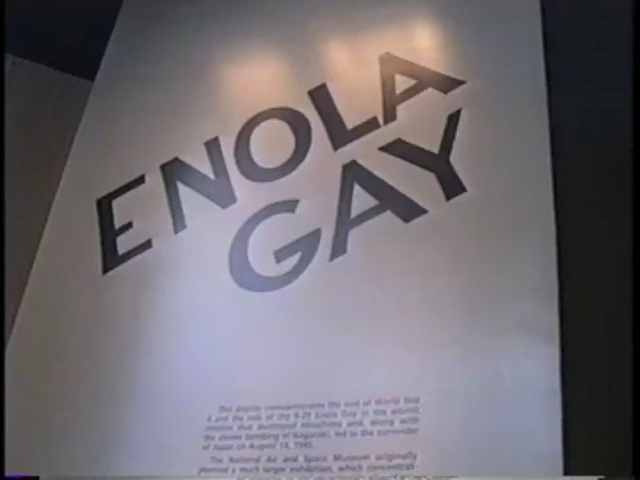 ENOLA
GAY
The display commemorates the end of World War
II and the role of the B-29 Enola Gay in the atomic
mission that destroyed Hiroshima and, along with
the atomic bombing of Nagasaki, led to the surrender
of Japan on August 14, 1945.
The National Air and Space Museum originally
planned a much larger exhibition, which concentrat-